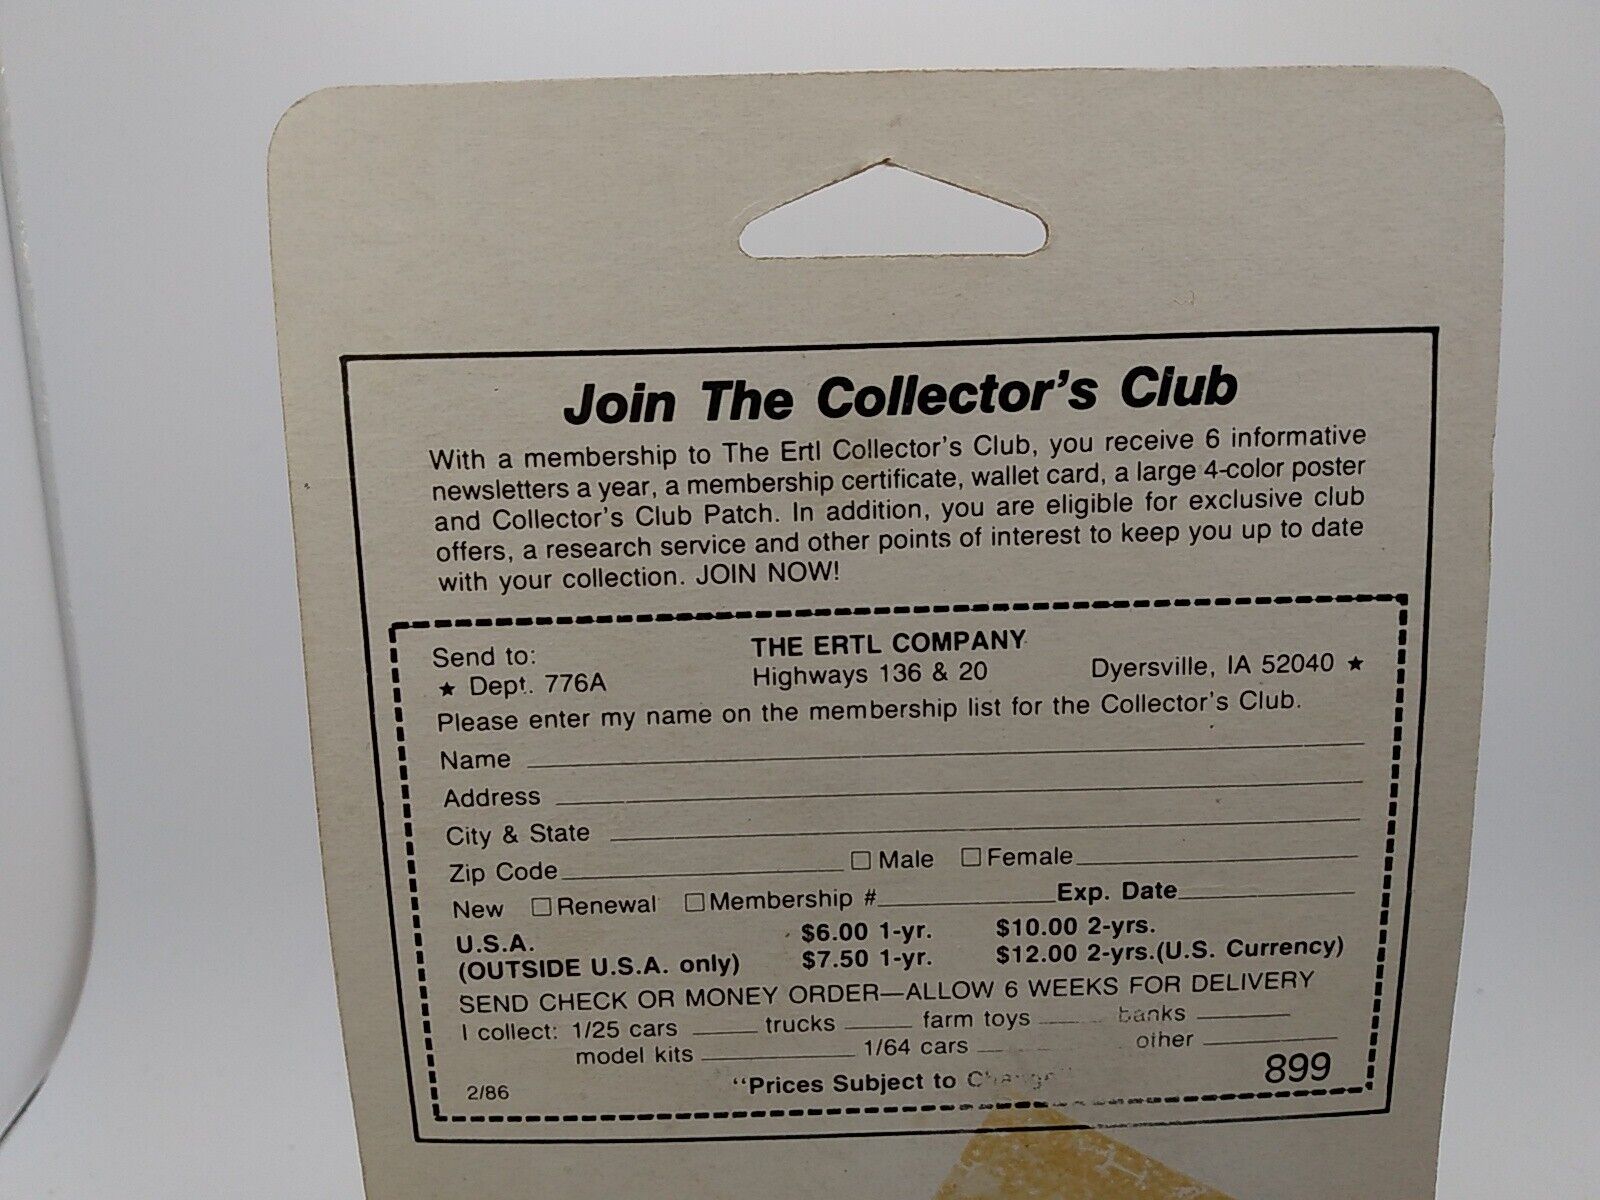 Join The Collector's Club
With a membership to The Ertl Collector's Club, you receive 6 informative
newsletters a year, a membership certificate, wallet card, a large 4-color poster
and Collector's Club Patch. In addition, you are eligible for exclusive club
offers, a research service and other points of interest to keep you up to date
with your collection. JOIN NOW!
Send to: THE ERTL COMPANY
★ Dept. 776A Highways 136 & 20 Dyersville, IA 52040 ★
Please enter my name on the membership list for the Collector's Club.
Name
Address
City & State
Zip Code □ Male □ Female
New □ Renewal □ Membership # Exp. Date
U.S.A. $6.00 1-yr. $10.00 2-yrs.
(OUTSIDE U.S.A. only) $7.50 1-yr. $12.00 2-yrs.(U.S. Currency)
SEND CHECK OR MONEY ORDER—ALLOW 6 WEEKS FOR DELIVERY
I collect: 1/25 cars trucks farm toys banks
model kits 1/64 cars other
2/86 "Prices Subject to Change" 899